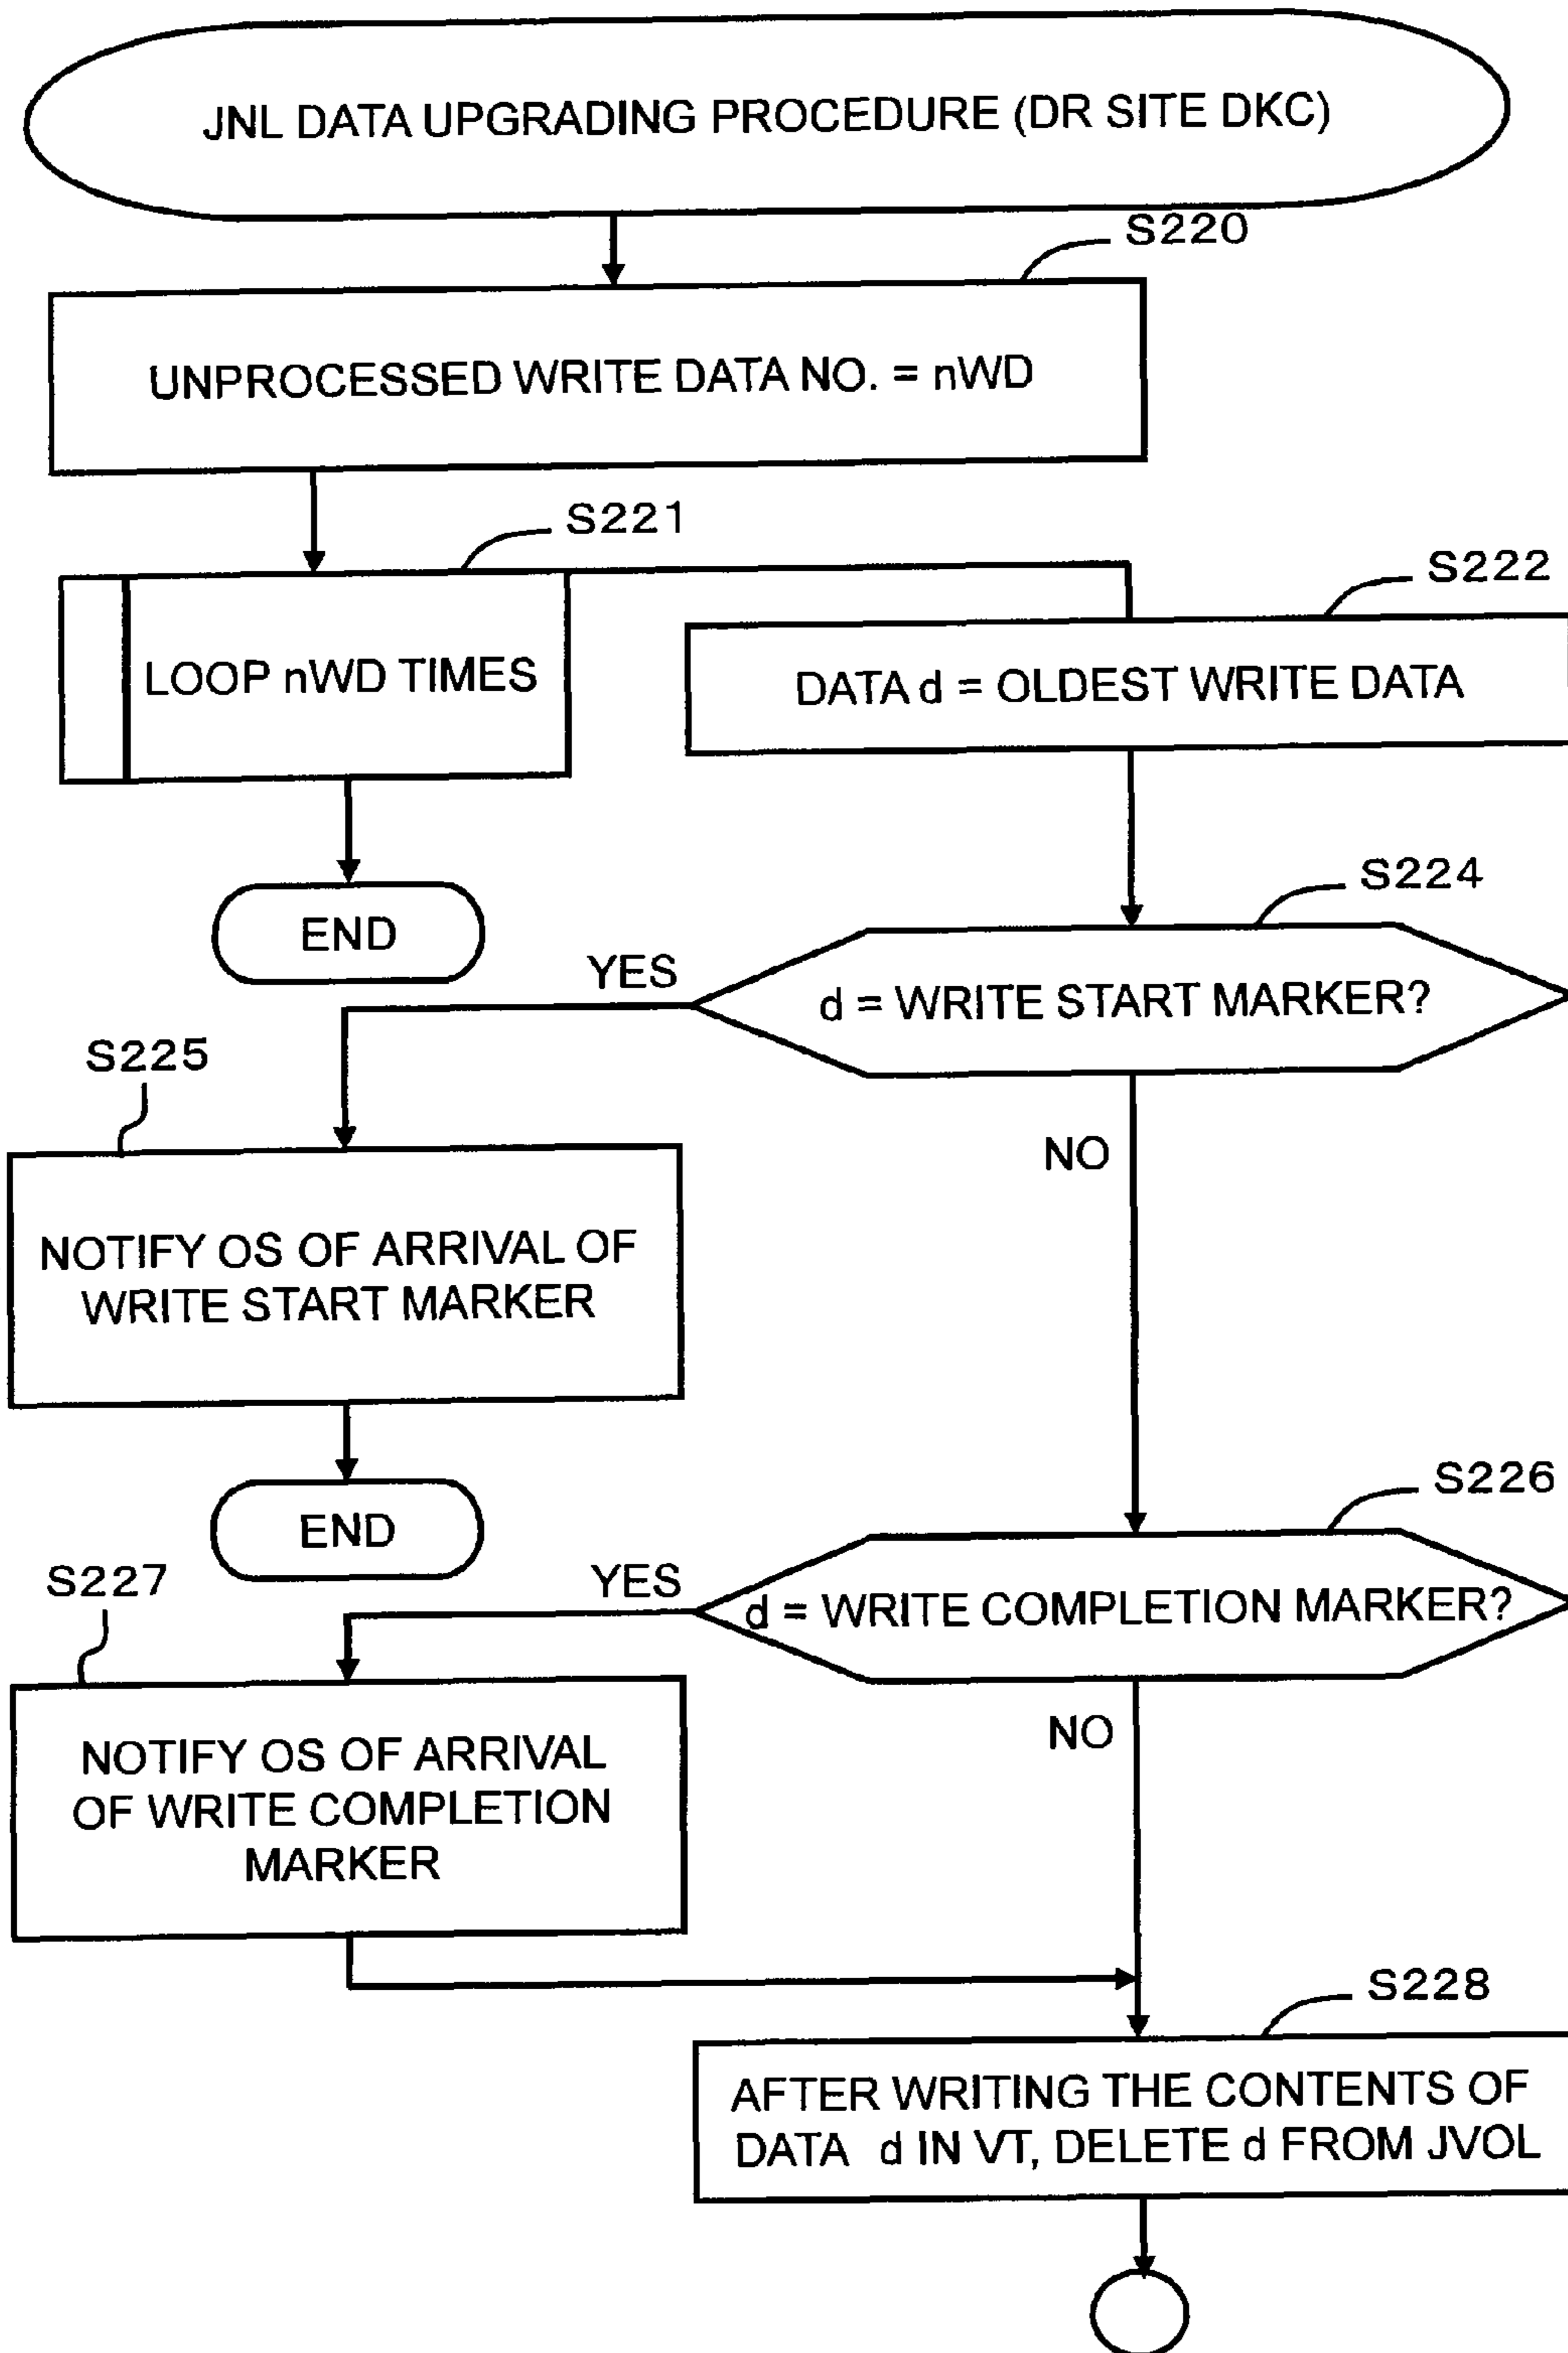 JNL DATA UPGRADING PROCEDURE (DR SITE DKC)
S220
UNPROCESSED WRITE DATA NO. = nWD
S221
S222
LOOP nWD TIMES
DATA d = OLDEST WRITE DATA
S224
END
YES
d = WRITE START MARKER?
S225
NO
NOTIFY OS OF ARRIVAL OF
WRITE START MARKER
S226
END
S227
YES
d = WRITE COMPLETION MARKER?
NO
NOTIFY OS OF ARRIVAL
OF WRITE COMPLETION
MARKER
S228
AFTER WRITING THE CONTENTS OF
DATA d IN VT, DELETE d FROM JVOL